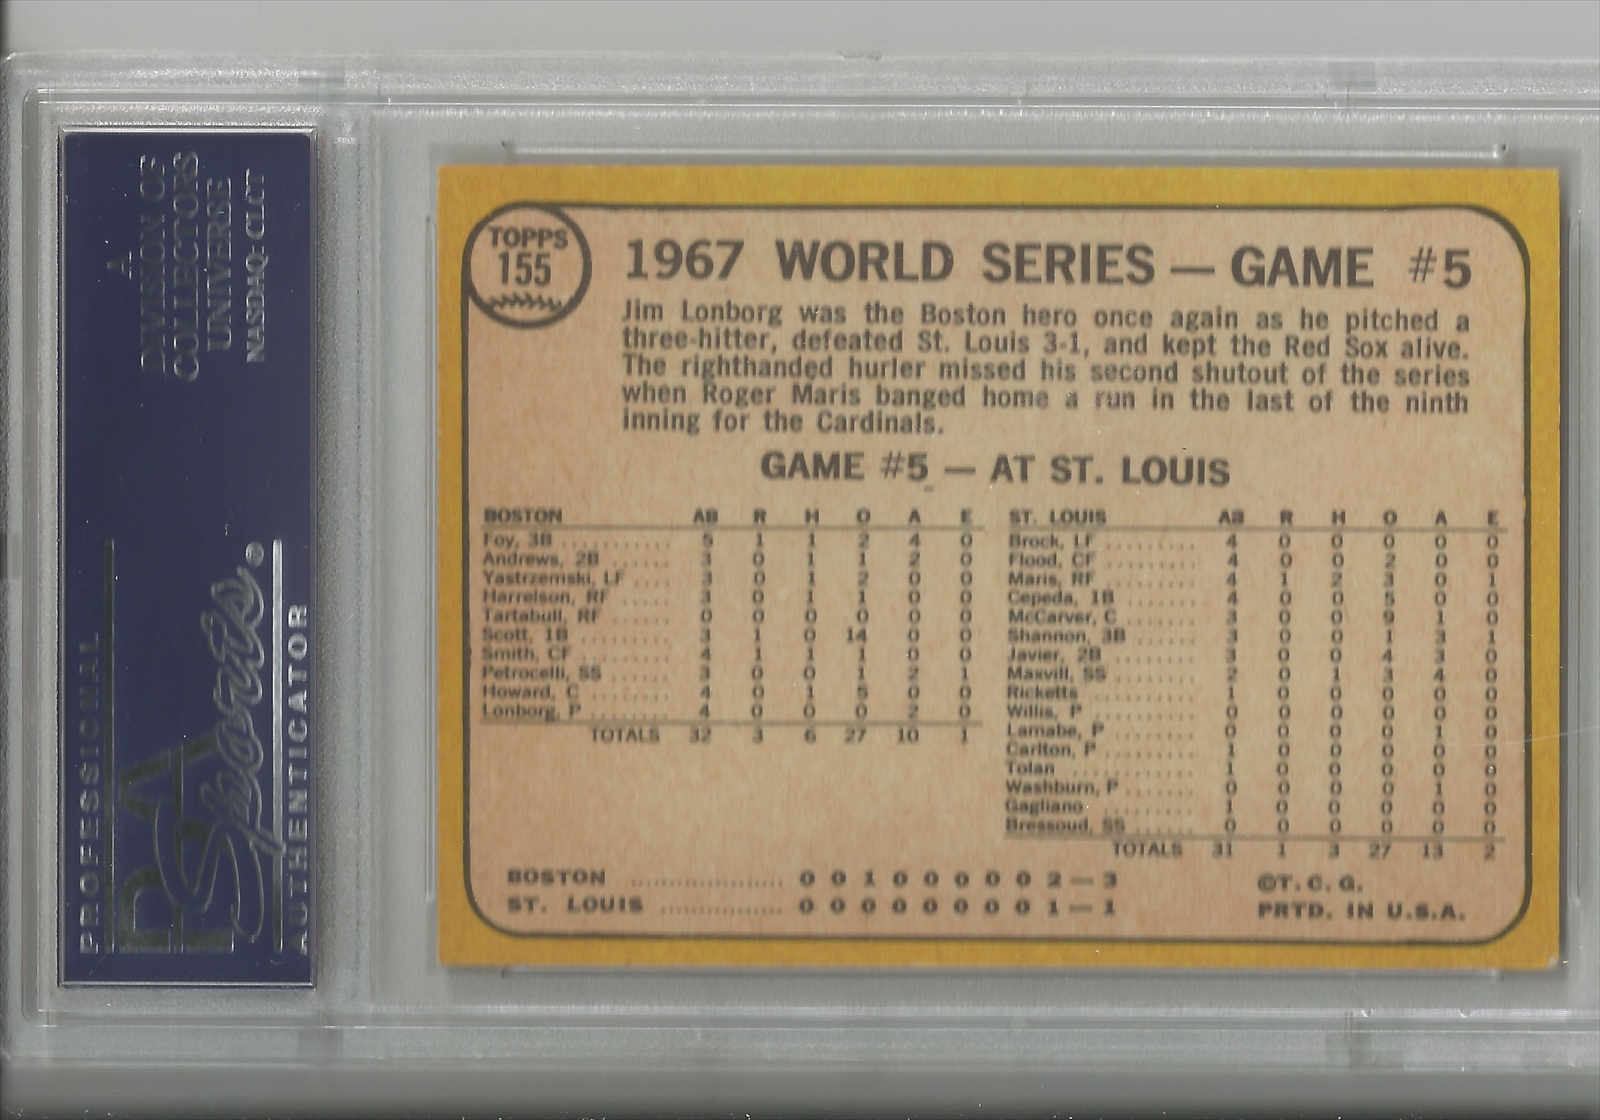 A
DIVISION OF
COLLECTORS
UNIVERSE
NASDAQ: CLCT
PROFESSIONAL
PSA
Sports®
AUTHENTICATOR
TOPPS
155
1967 WORLD SERIES — GAME #5
Jim Lonborg was the Boston hero once again as he pitched a
three-hitter, defeated St. Louis 3-1, and kept the Red Sox alive.
The righthanded hurler missed his second shutout of the series
when Roger Maris banged home a run in the last of the ninth
inning for the Cardinals.
GAME #5 — AT ST. LOUIS
BOSTON AB R H O A E
Foy, 3B .......... 5 1 1 2 4 0
Andrews, 2B ...... 3 0 1 1 2 0
Yastrzemski, LF .... 3 0 1 2 0 0
Harrelson, RF ..... 3 0 1 1 0 0
Tartabull, RF ...... 0 0 0 0 0 0
Scott, 1B ......... 3 1 0 14 0 0
Smith, CF ......... 4 1 1 1 0 0
Petrocelli, SS ...... 3 0 0 1 2 1
Howard, C ........ 4 0 1 5 0 0
Lonborg, P ........ 4 0 0 0 2 0
TOTALS 32 3 6 27 10 1
ST. LOUIS AB R H O A E
Brock, LF ......... 4 0 0 0 0 0
Flood, CF ......... 4 0 0 2 0 0
Maris, RF ......... 4 1 2 3 0 1
Cepeda, 1B ....... 4 0 0 5 0 0
McCarver, C ....... 3 0 0 9 1 0
Shannon, 3B ...... 3 0 0 1 3 1
Javier, 2B ........ 3 0 0 4 3 0
Maxvill, SS ........ 2 0 1 3 4 0
Ricketts .......... 1 0 0 0 0 0
Willis, P .......... 0 0 0 0 0 0
Lamabe, P ........ 0 0 0 0 1 0
Carlton, P ........ 1 0 0 0 0 0
Tolan ............ 1 0 0 0 0 0
Washburn, P ...... 0 0 0 0 1 0
Gagliano ......... 1 0 0 0 0 0
Bressoud, SS ...... 0 0 0 0 0 0
TOTALS 31 1 3 27 13 2
BOSTON .................. 0 0 1 0 0 0 0 0 2 — 3
ST. LOUIS .............. 0 0 0 0 0 0 0 0 1 — 1
©T. C. G.
PRTD. IN U.S.A.